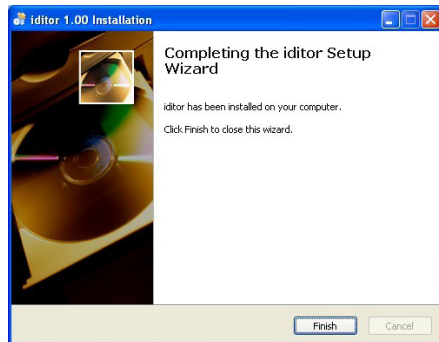 iditor 1.00 Installation
Completing the iditor Setup
Wizard
iditor has been installed on your computer.
Click Finish to close this wizard.
Finish
Cancel